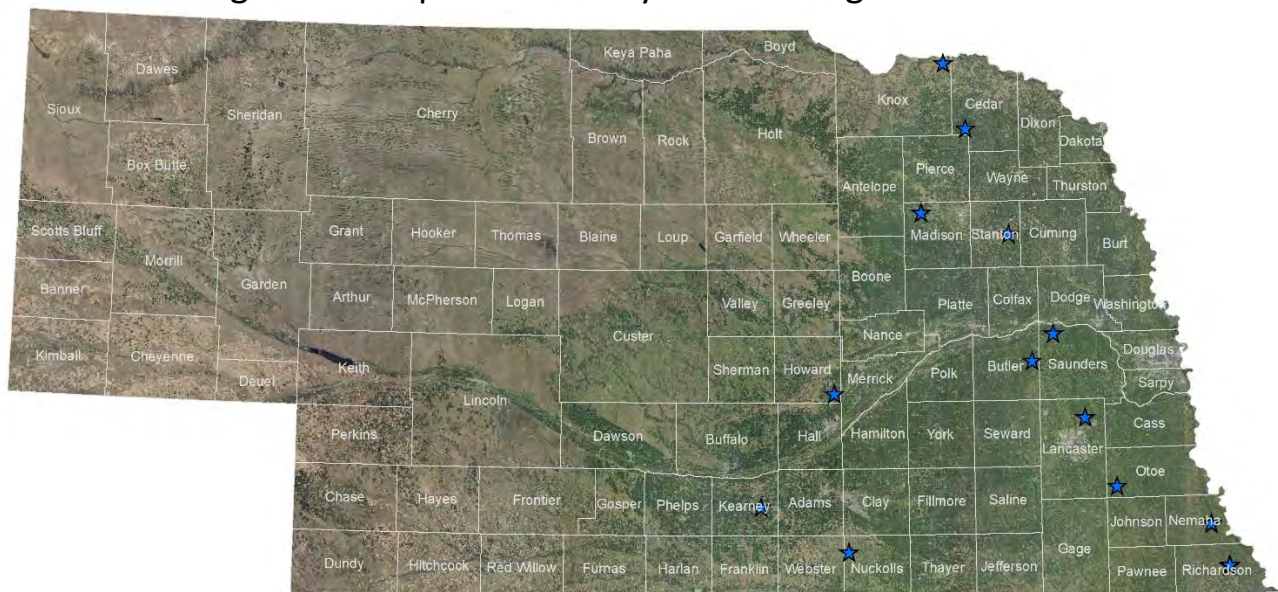 Boyd
Keya Paha
Dawes
Knox
Cedar
Sioux
Sheridan
Cherry
Dixon
Holt
Brown
Rock
Dakota
Box Butte
Pierce
Wayne
Antelope
Thurston
Scotts Bluff
Grant
Hooker
Thomas
Blaine
Loup
Garfield
Wheeler
Madison
Stanton
Cuming
Burt
Morrill
Boone
Banner
Garden
Arthur
McPherson
Logan
Valley
Greeley
Platte
Colfax
Dodge
Washington
Custer
Nance
Kimball
Cheyenne
Douglas
Deuel
Keith
Sherman
Howard
Merrick
Polk
Butler
Saunders
Sarpy
Lincoln
Perkins
Dawson
Buffalo
Hall
Hamilton
York
Seward
Lancaster
Cass
Otoe
Chase
Hayes
Frontier
Gosper
Phelps
Kearney
Adams
Clay
Fillmore
Saline
Johnson
Nemaha
Gage
Dundy
Hitchcock
Red Willow
Furnas
Harlan
Franklin
Webster
Nuckolls
Thayer
Jefferson
Pawnee
Richardson